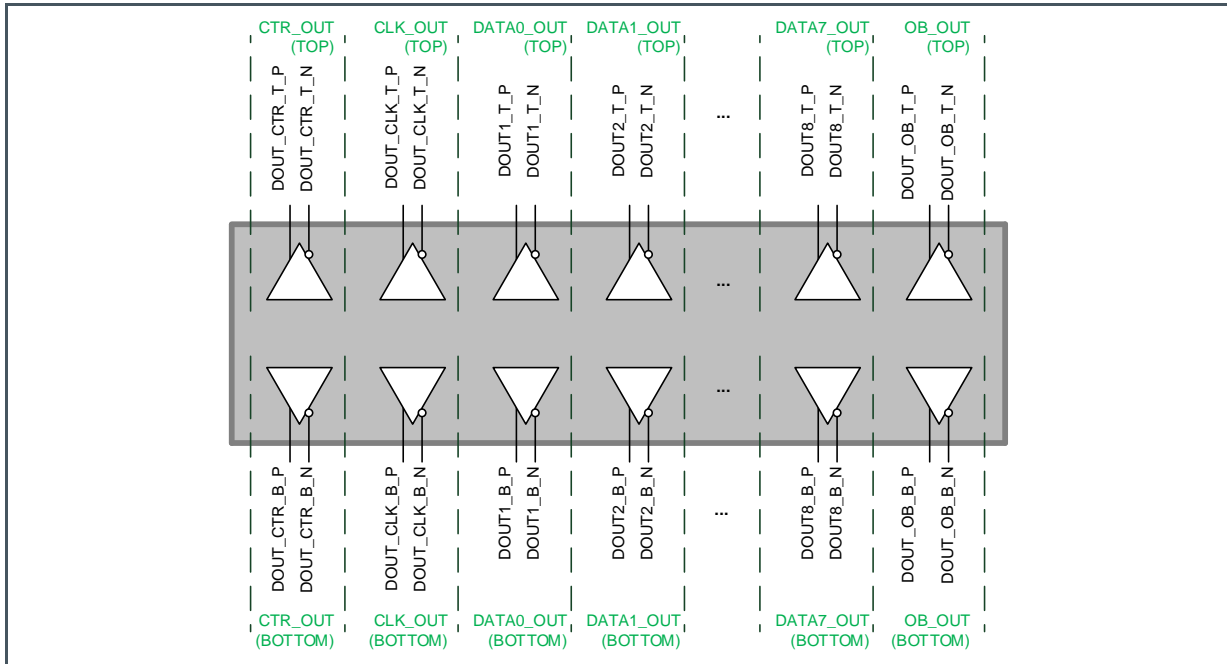 CTR_OUT
(TOP)
CLK_OUT
(TOP)
DATA0_OUT
(TOP)
DATA1_OUT
(TOP)
DATA7_OUT
(TOP)
OB_OUT
(TOP)
DOUT_CTR_T_P
DOUT_CTR_T_N
DOUT_CLK_T_P
DOUT_CLK_T_N
DOUT1_T_P
DOUT1_T_N
DOUT2_T_P
DOUT2_T_N
...
DOUT8_T_P
DOUT8_T_N
DOUT_OB_T_P
DOUT_OB_T_N
...
...
DOUT_CTR_B_P
DOUT_CTR_B_N
DOUT_CLK_B_P
DOUT_CLK_B_N
DOUT1_B_P
DOUT1_B_N
DOUT2_B_P
DOUT2_B_N
...
DOUT8_B_P
DOUT8_B_N
DOUT_OB_B_P
DOUT_OB_B_N
CTR_OUT
(BOTTOM)
CLK_OUT
(BOTTOM)
DATA0_OUT
(BOTTOM)
DATA1_OUT
(BOTTOM)
DATA7_OUT
(BOTTOM)
OB_OUT
(BOTTOM)